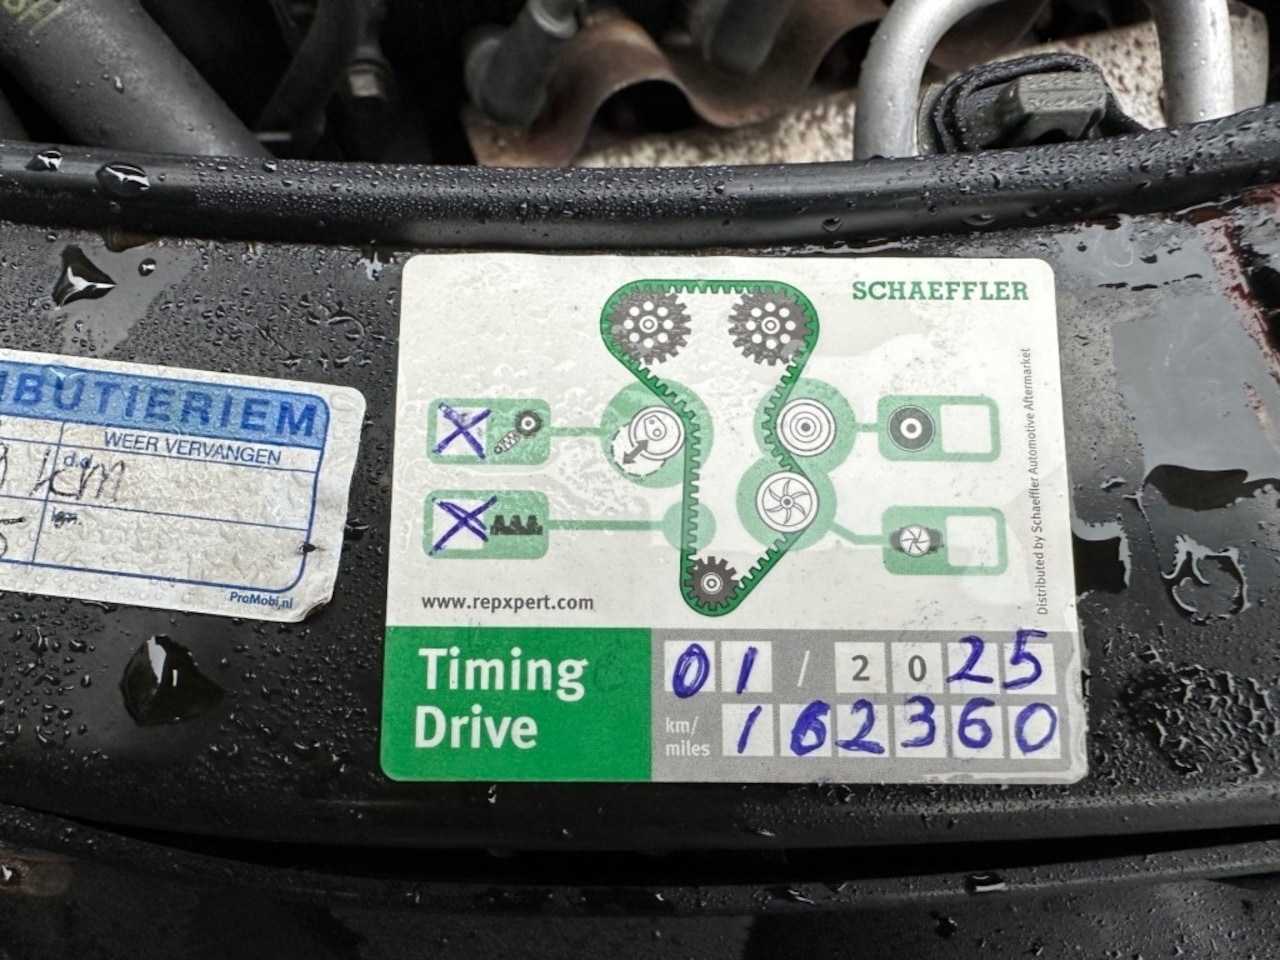 SCHAEFFLER
Distributed by Schaeffler Automotive Aftermarket
www.repxpert.com
Timing
Drive
01 / 2025
km/
miles
162360
BUTIERIEM
WEER VERVANGEN
d.d.
km
km
ProMobi.nl